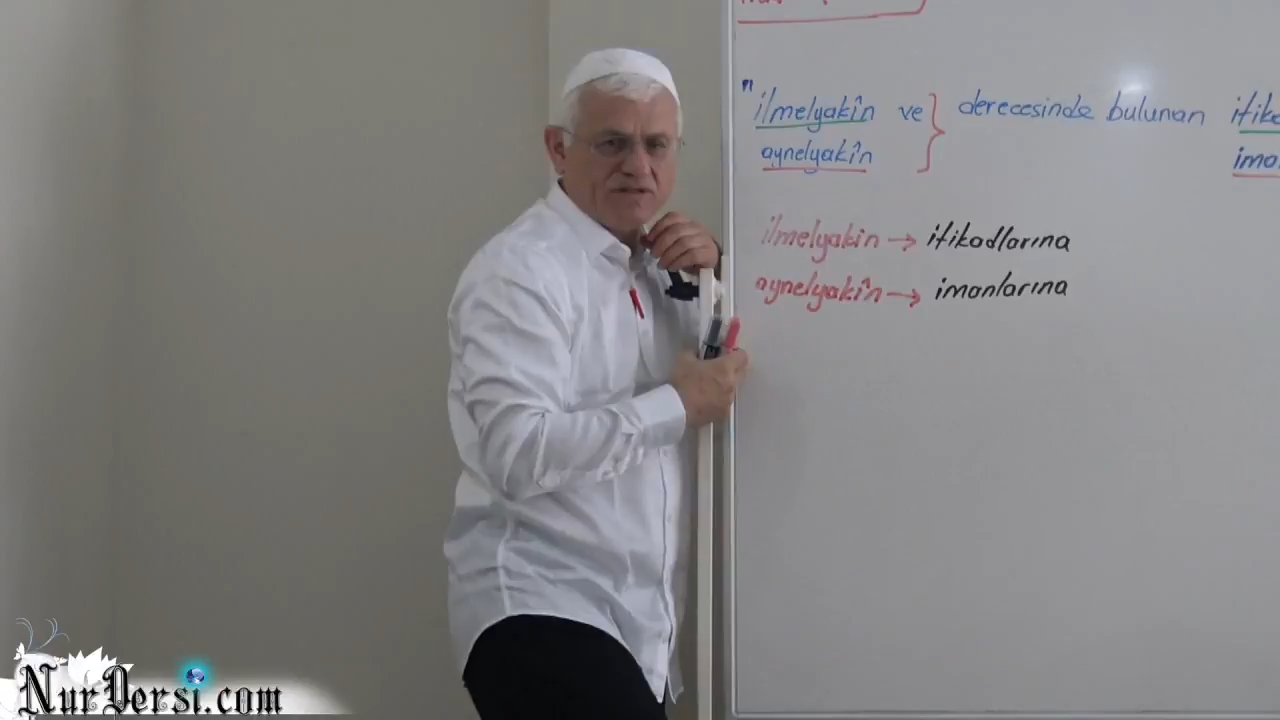 "ilmelyakîn ve } derecesinde bulunan
aynelyakîn
ilmelyakîn → itikadlarına
aynelyakîn → imanlarına
NurDersi.com